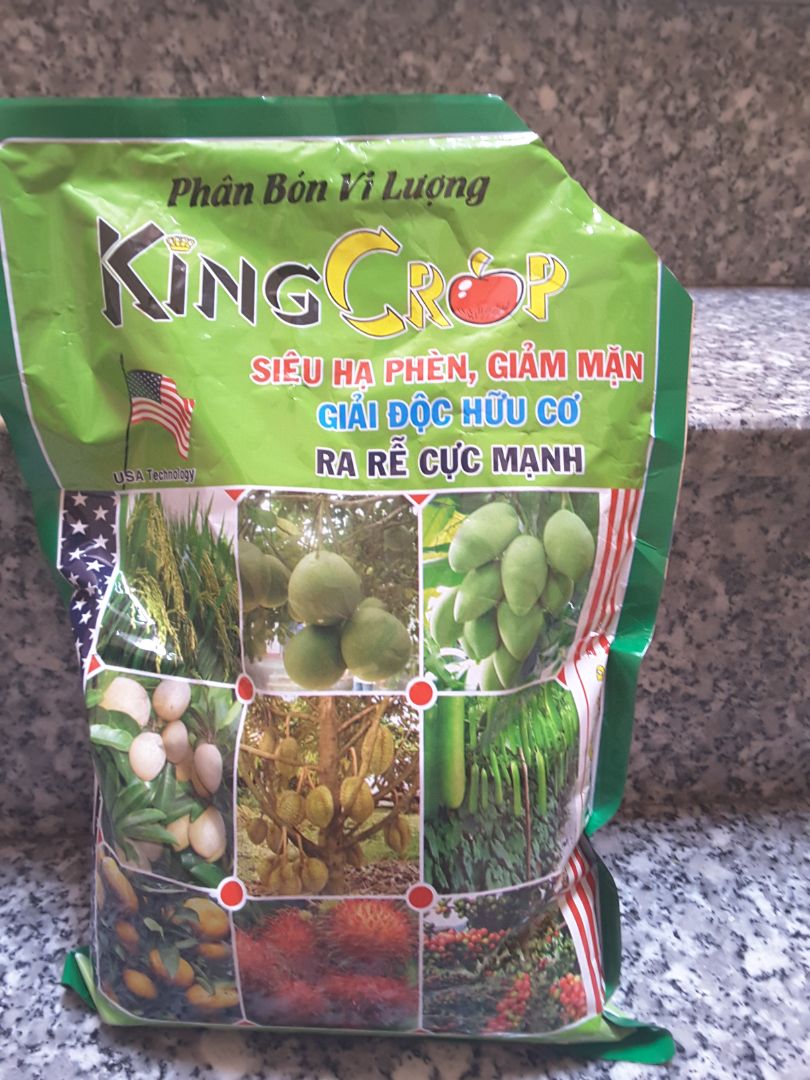 Phân Bón Vi Lượng
KINGCROP
SIÊU HẠ PHÈN, GIẢM MẶN
GIẢI ĐỘC HỮU CƠ
RA RỄ CỰC MẠNH
USA Technology